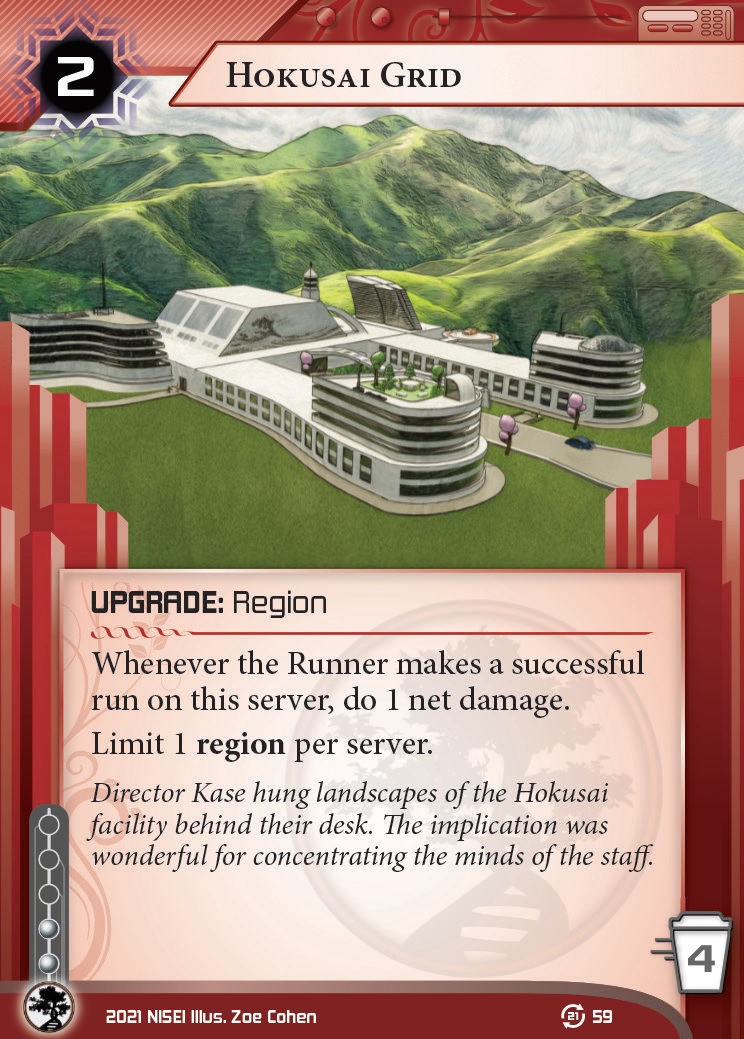 2
Hokusai Grid
UPGRADE: Region
Whenever the Runner makes a successful
run on this server, do 1 net damage.
Limit 1 region per server.
Director Kase hung landscapes of the Hokusai
facility behind their desk. The implication was
wonderful for concentrating the minds of the staff.
4
2021 NISEI Illus. Zoe Cohen
21 59